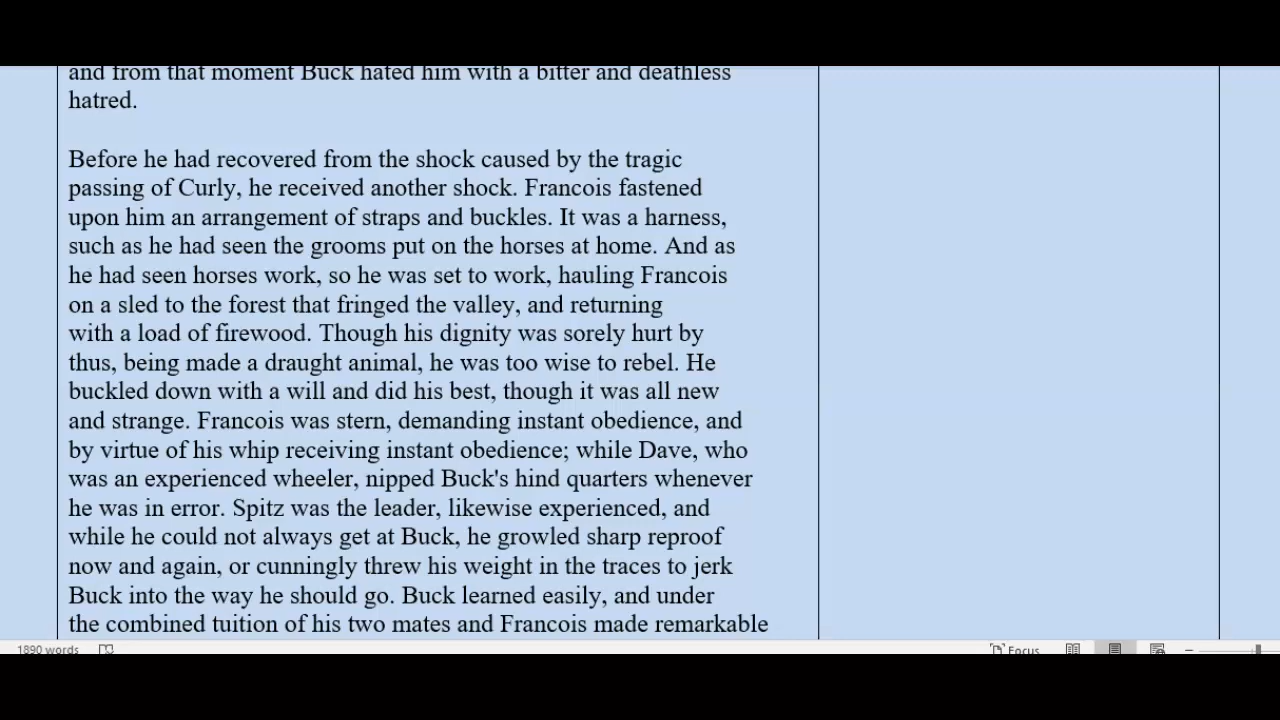 and from that moment Buck hated him with a bitter and deathless
hatred.
Before he had recovered from the shock caused by the tragic
passing of Curly, he received another shock. Francois fastened
upon him an arrangement of straps and buckles. It was a harness,
such as he had seen the grooms put on the horses at home. And as
he had seen horses work, so he was set to work, hauling Francois
on a sled to the forest that fringed the valley, and returning
with a load of firewood. Though his dignity was sorely hurt by
thus, being made a draught animal, he was too wise to rebel. He
buckled down with a will and did his best, though it was all new
and strange. Francois was stern, demanding instant obedience, and
by virtue of his whip receiving instant obedience; while Dave, who
was an experienced wheeler, nipped Buck's hind quarters whenever
he was in error. Spitz was the leader, likewise experienced, and
while he could not always get at Buck, he growled sharp reproof
now and again, or cunningly threw his weight in the traces to jerk
Buck into the way he should go. Buck learned easily, and under
the combined tuition of his two mates and Francois made remarkable
1890 words Focus